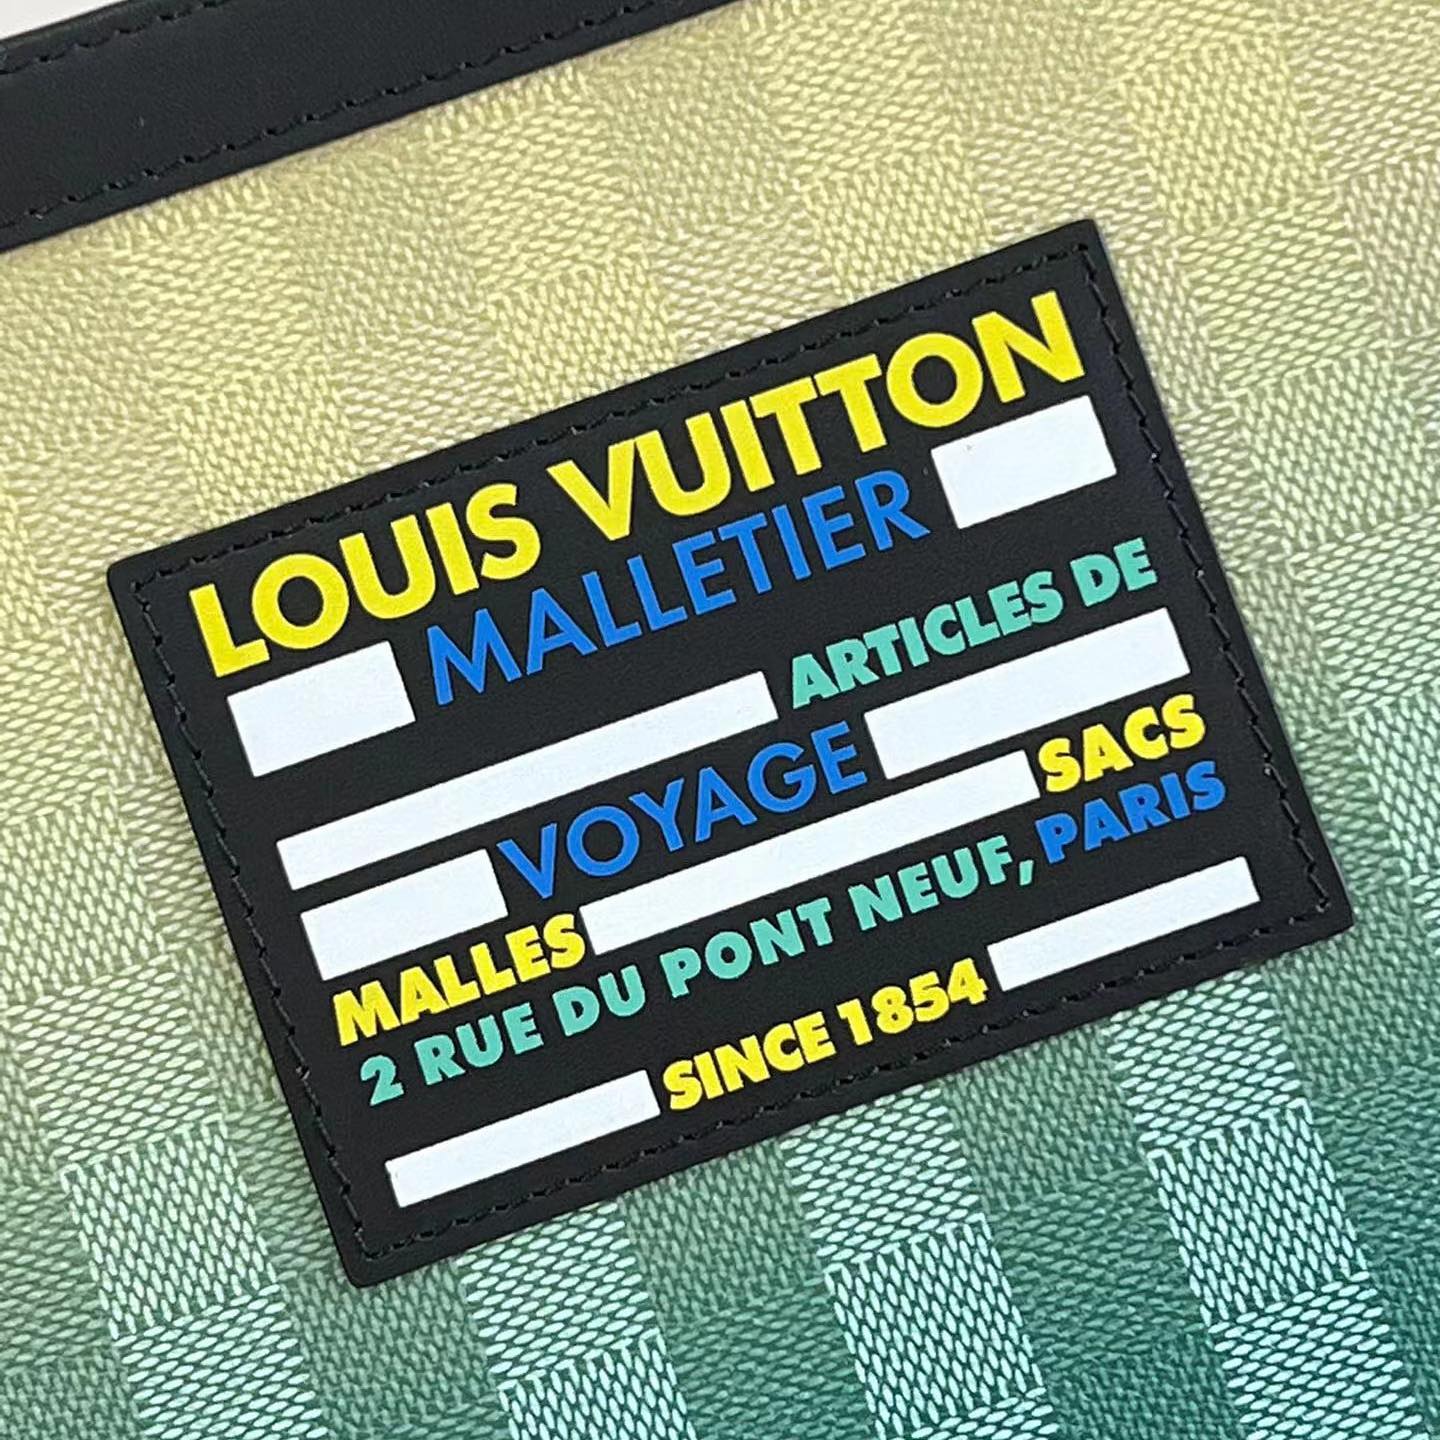 LOUIS VUITTON
MALLETIER
ARTICLES DE
VOYAGE
MALLES SACS
2 RUE DU PONT NEUF, PARIS
SINCE 1854